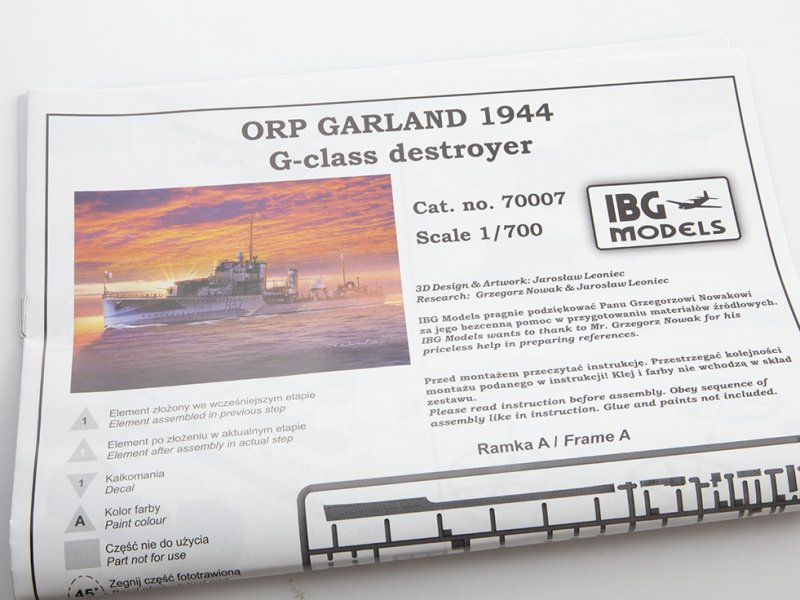 ORP GARLAND 1944
G-class destroyer
Cat. no. 70007
Scale 1/700
IBG
MODELS
3D Design & Artwork: Jarosław Leoniec
Research: Grzegorz Nowak & Jarosław Leoniec
IBG Models pragnie podziękować Panu Grzegorzowi Nowakowi
za jego bezcenną pomoc w przygotowaniu materiałów źródłowych.
IBG Models wants to thank to Mr. Grzegorz Nowak for his
priceless help in preparing references.
Przed montażem przeczytać instrukcję. Przestrzegać kolejności
montażu podanego w instrukcji! Klej i farby nie wchodzą w skład
zestawu.
Please read instruction before assembly. Obey sequence of
assembly like in instruction. Glue and paints not included.
1
Element złożony we wcześniejszym etapie
Element assembled in previous step
1
Element po złożeniu w aktualnym etapie
Element after assembly in actual step
1
Kalkomania
Decal
A
Kolor farby
Paint colour
Część nie do użycia
Part not for use
45°
Zegnij część fototrawioną
Ramka A / Frame A